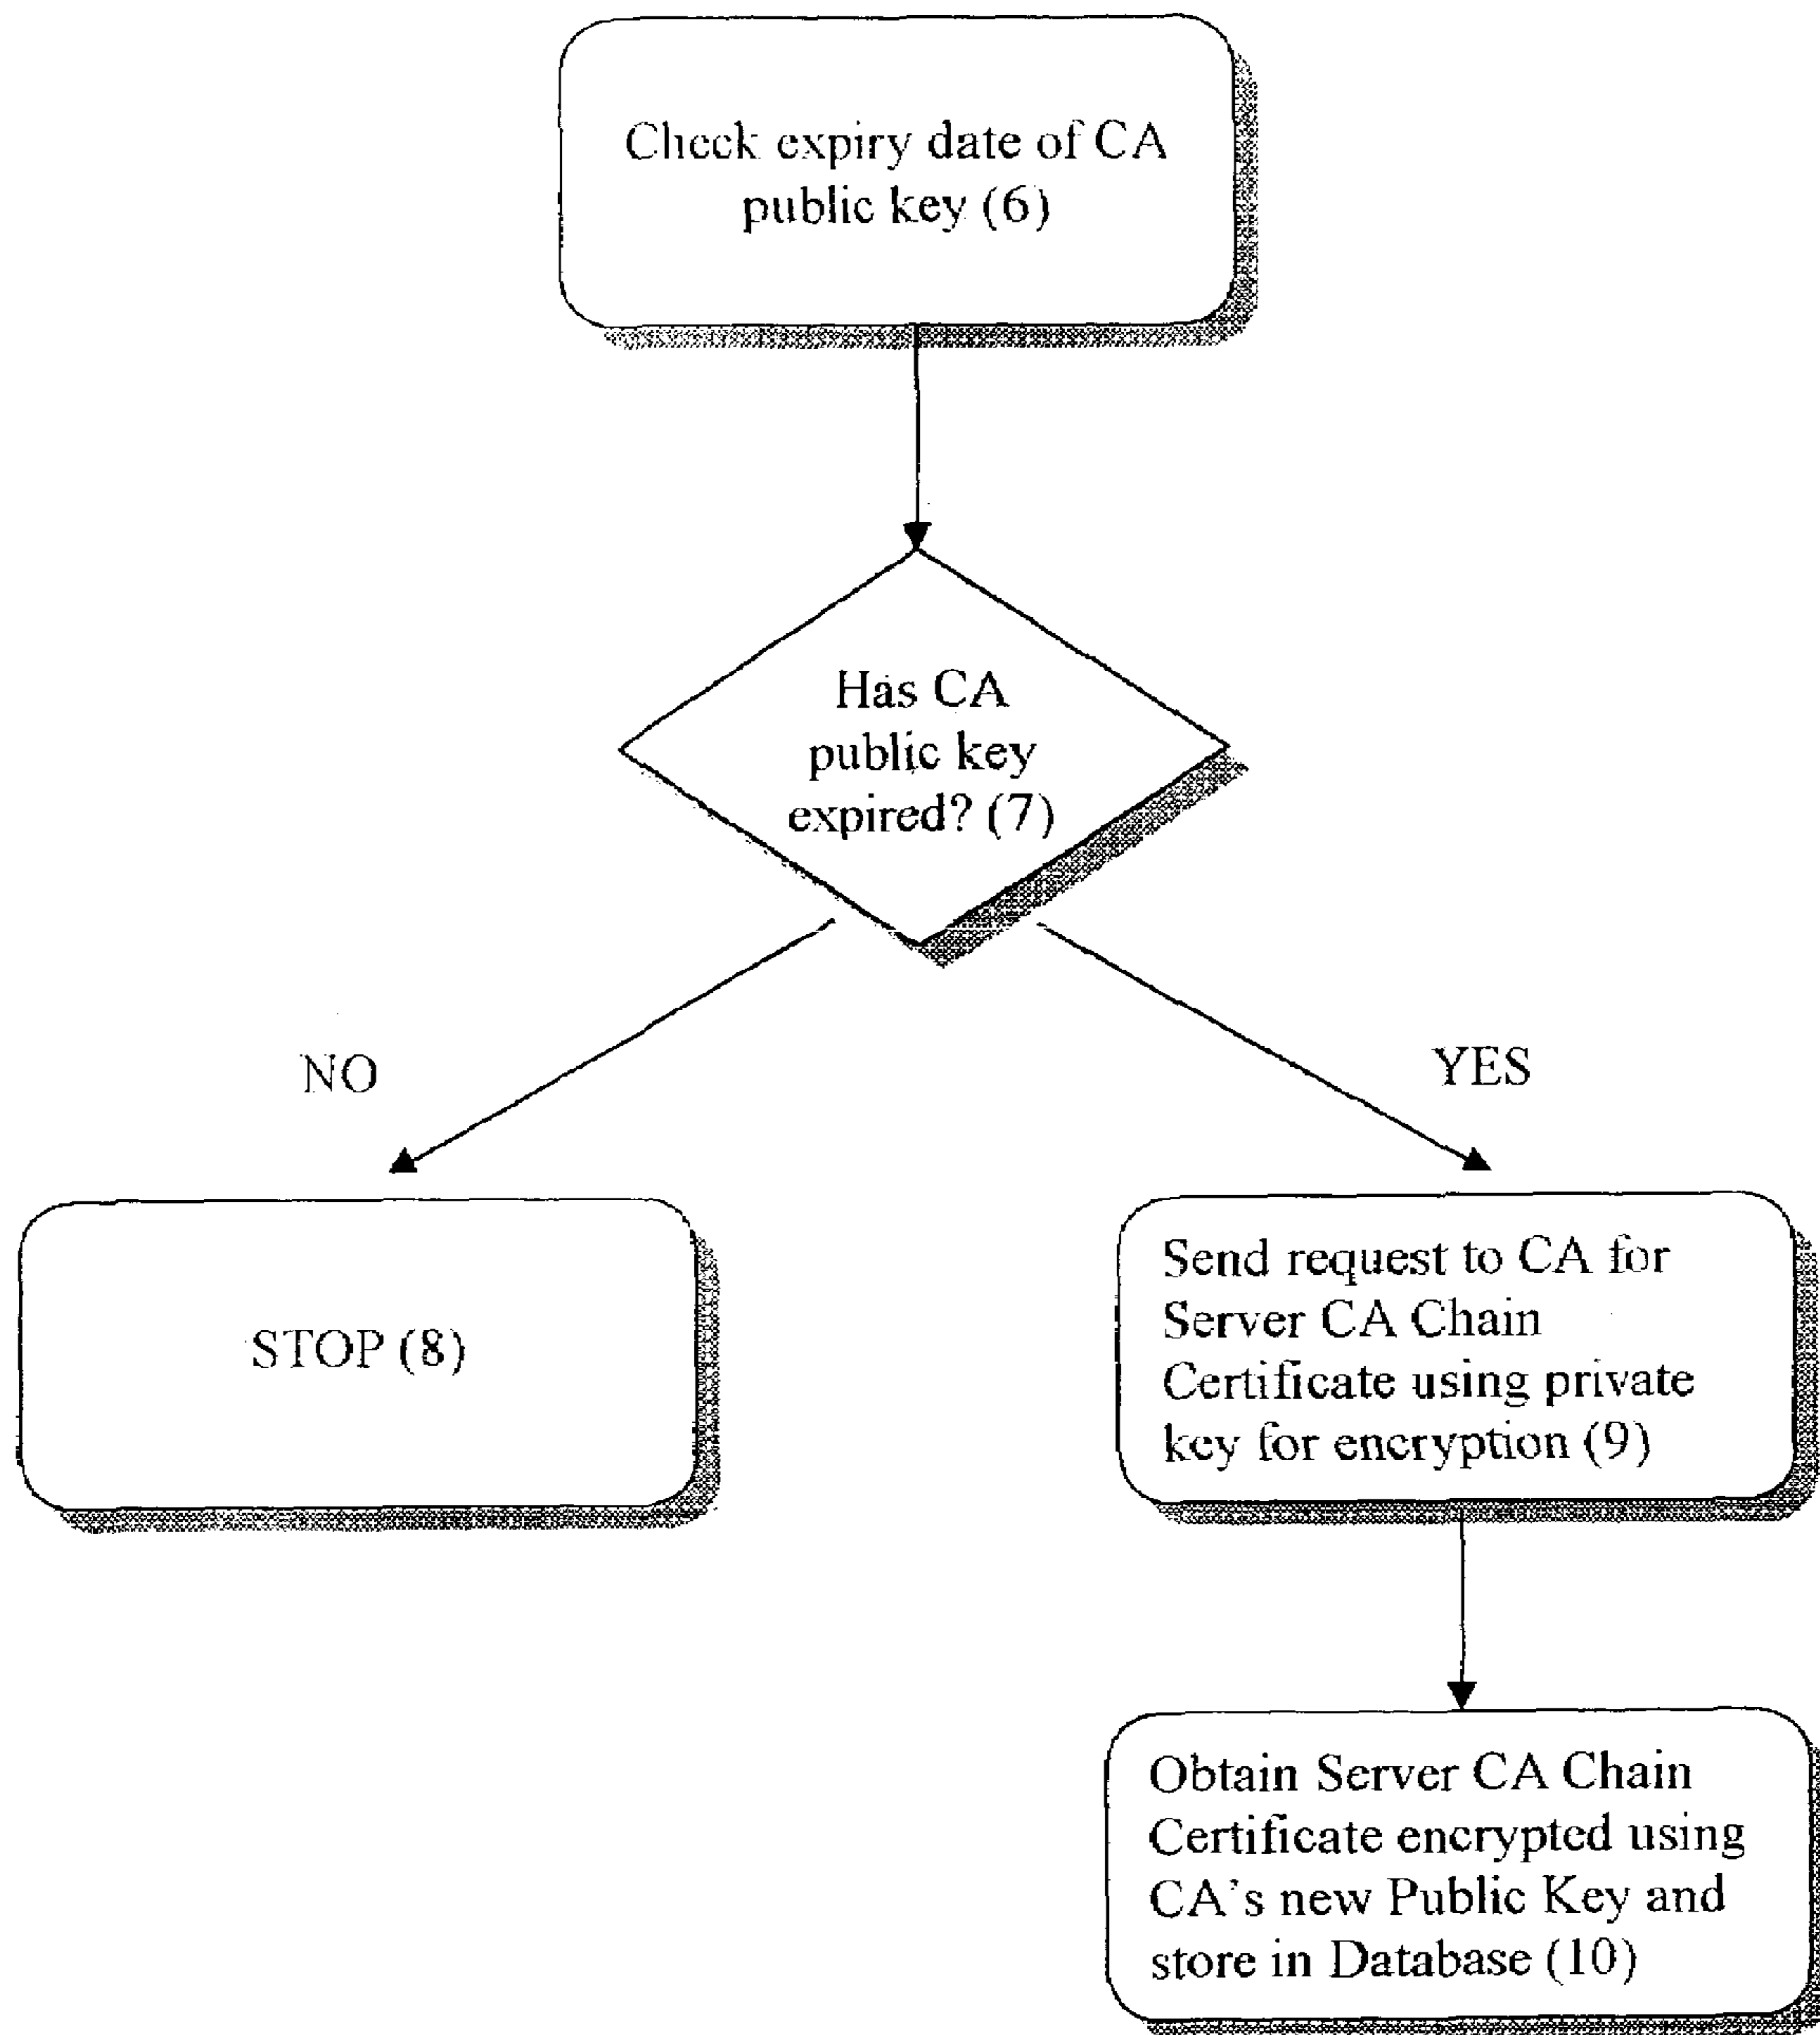 Check expiry date of CA
public key (6)
Has CA
public key
expired? (7)
NO
YES
STOP (8)
Send request to CA for
Server CA Chain
Certificate using private
key for encryption (9)
Obtain Server CA Chain
Certificate encrypted using
CA's new Public Key and
store in Database (10)